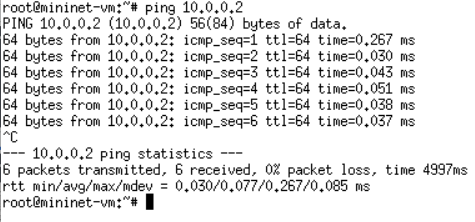 root@mininet-vm:~# ping 10.0.0.2
PING 10.0.0.2 (10.0.0.2) 56(84) bytes of data.
64 bytes from 10.0.0.2: icmp_seq=1 ttl=64 time=0.267 ms
64 bytes from 10.0.0.2: icmp_seq=2 ttl=64 time=0.030 ms
64 bytes from 10.0.0.2: icmp_seq=3 ttl=64 time=0.043 ms
64 bytes from 10.0.0.2: icmp_seq=4 ttl=64 time=0.051 ms
64 bytes from 10.0.0.2: icmp_seq=5 ttl=64 time=0.038 ms
64 bytes from 10.0.0.2: icmp_seq=6 ttl=64 time=0.037 ms
^C
--- 10.0.0.2 ping statistics ---
6 packets transmitted, 6 received, 0% packet loss, time 4997ms
rtt min/avg/max/mdev = 0.030/0.077/0.267/0.085 ms
root@mininet-vm:~#